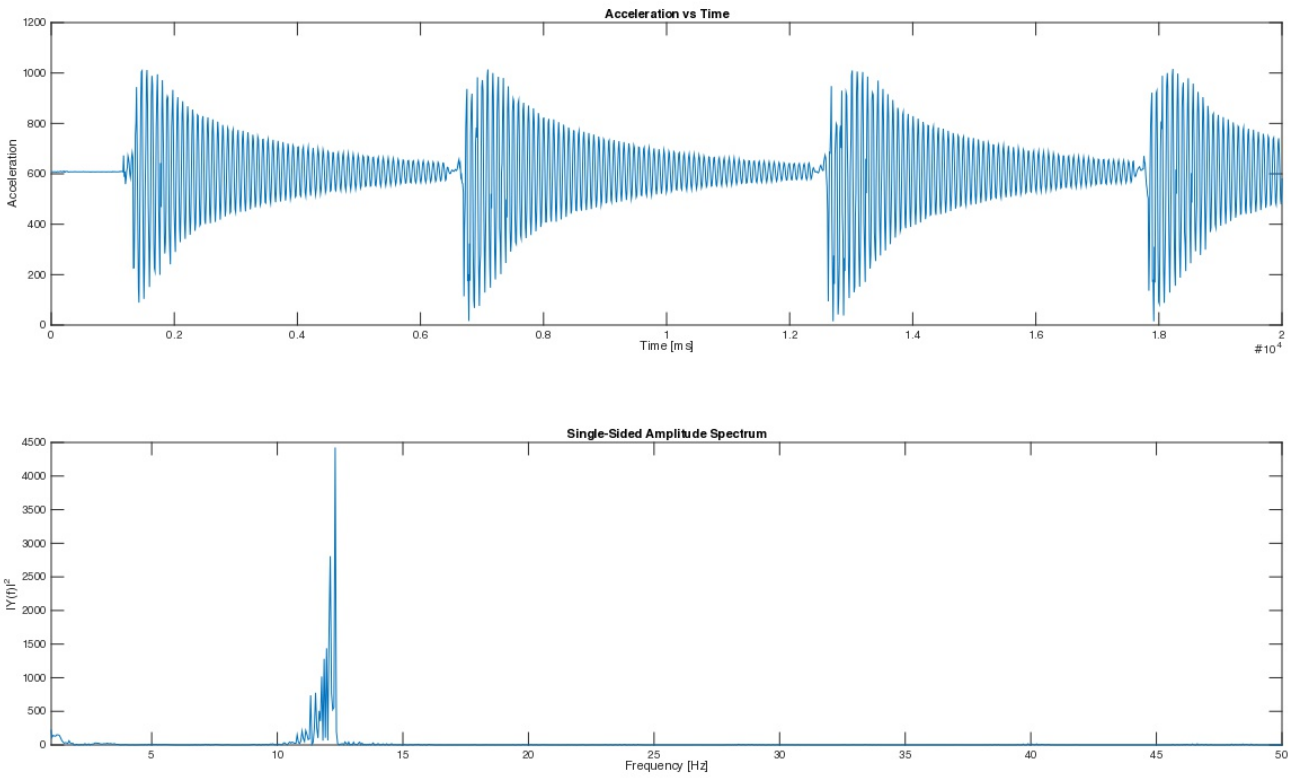 Acceleration vs Time
1200
1000
800
600
400
200
0
Acceleration
0 0.2 0.4 0.6 0.8 1 1.2 1.4 1.6 1.8 2
Time [ms]
#10^4
Single-Sided Amplitude Spectrum
4500
4000
3500
3000
2500
2000
1500
1000
500
0
|Y(f)|^2
5 10 15 20 25 30 35 40 45 50
Frequency [Hz]